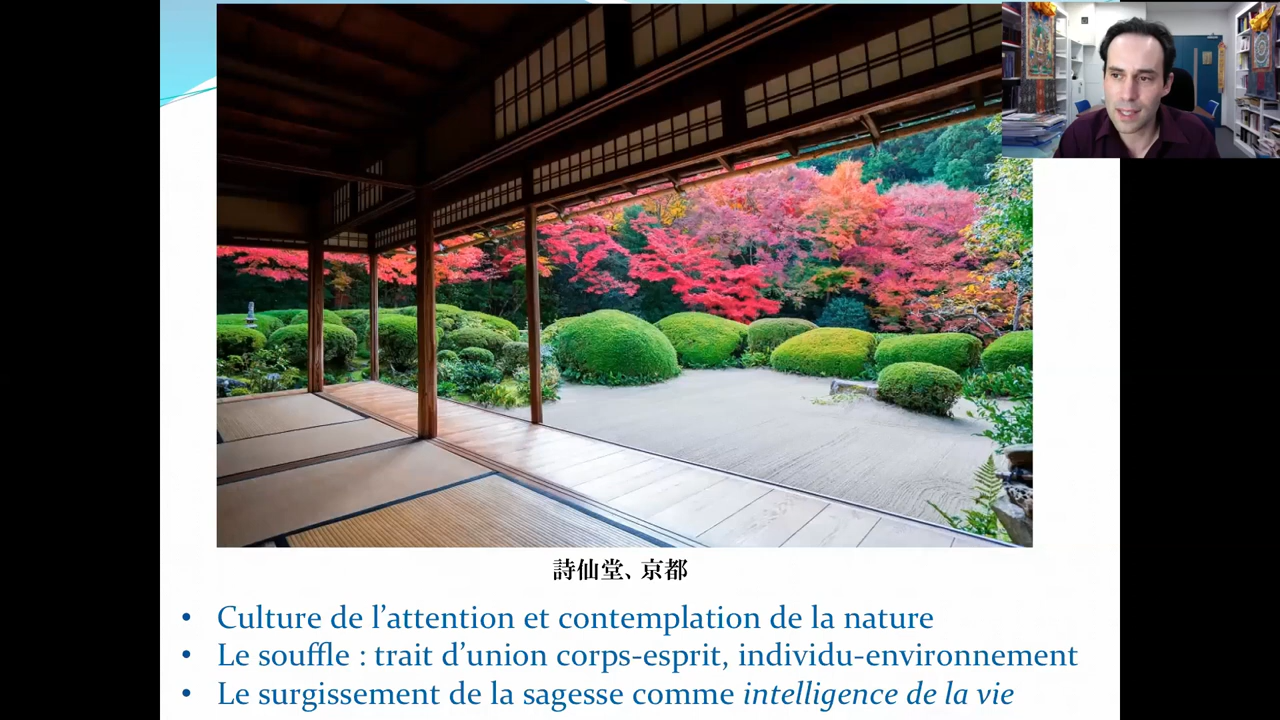 詩仙堂、京都
• Culture de l’attention et contemplation de la nature
• Le souffle : trait d’union corps-esprit, individu-environnement
• Le surgissement de la sagesse comme intelligence de la vie